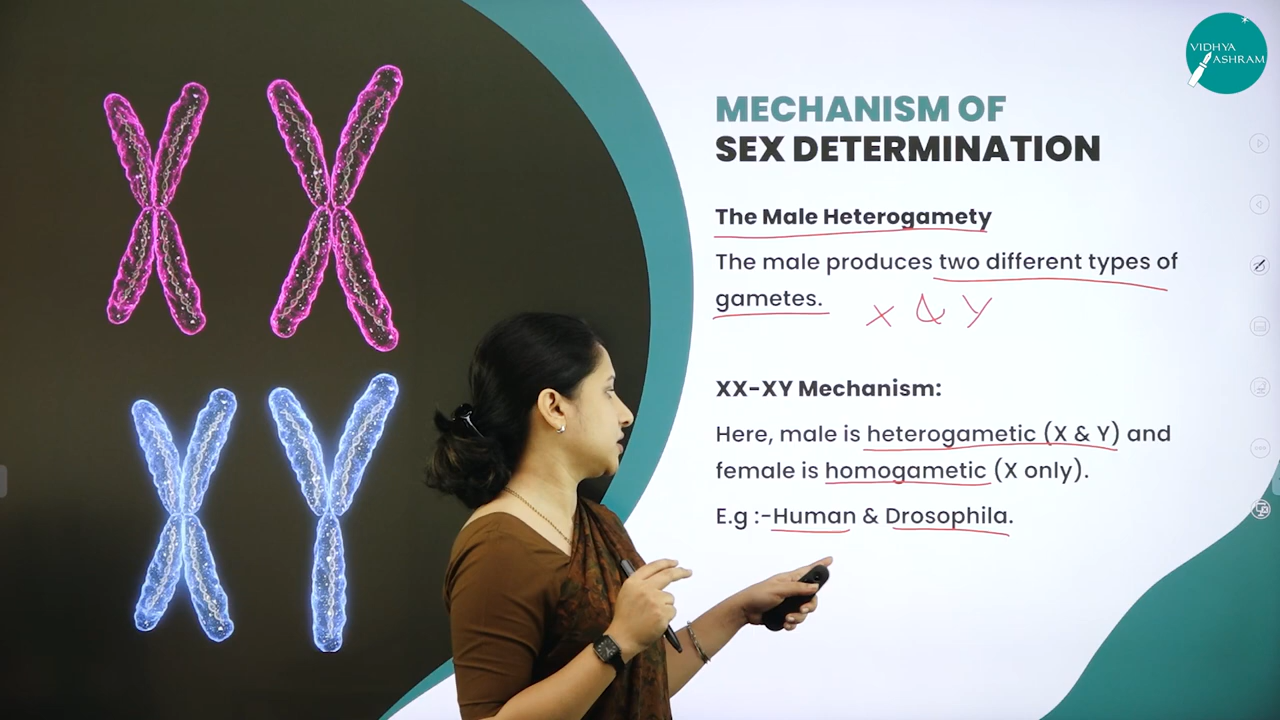 VIDHYA
ASHRAM
MECHANISM OF
SEX DETERMINATION
The Male Heterogamety
The male produces two different types of
gametes.
X & Y
XX-XY Mechanism:
Here, male is heterogametic (X & Y) and
female is homogametic (X only).
E.g :-Human & Drosophila.